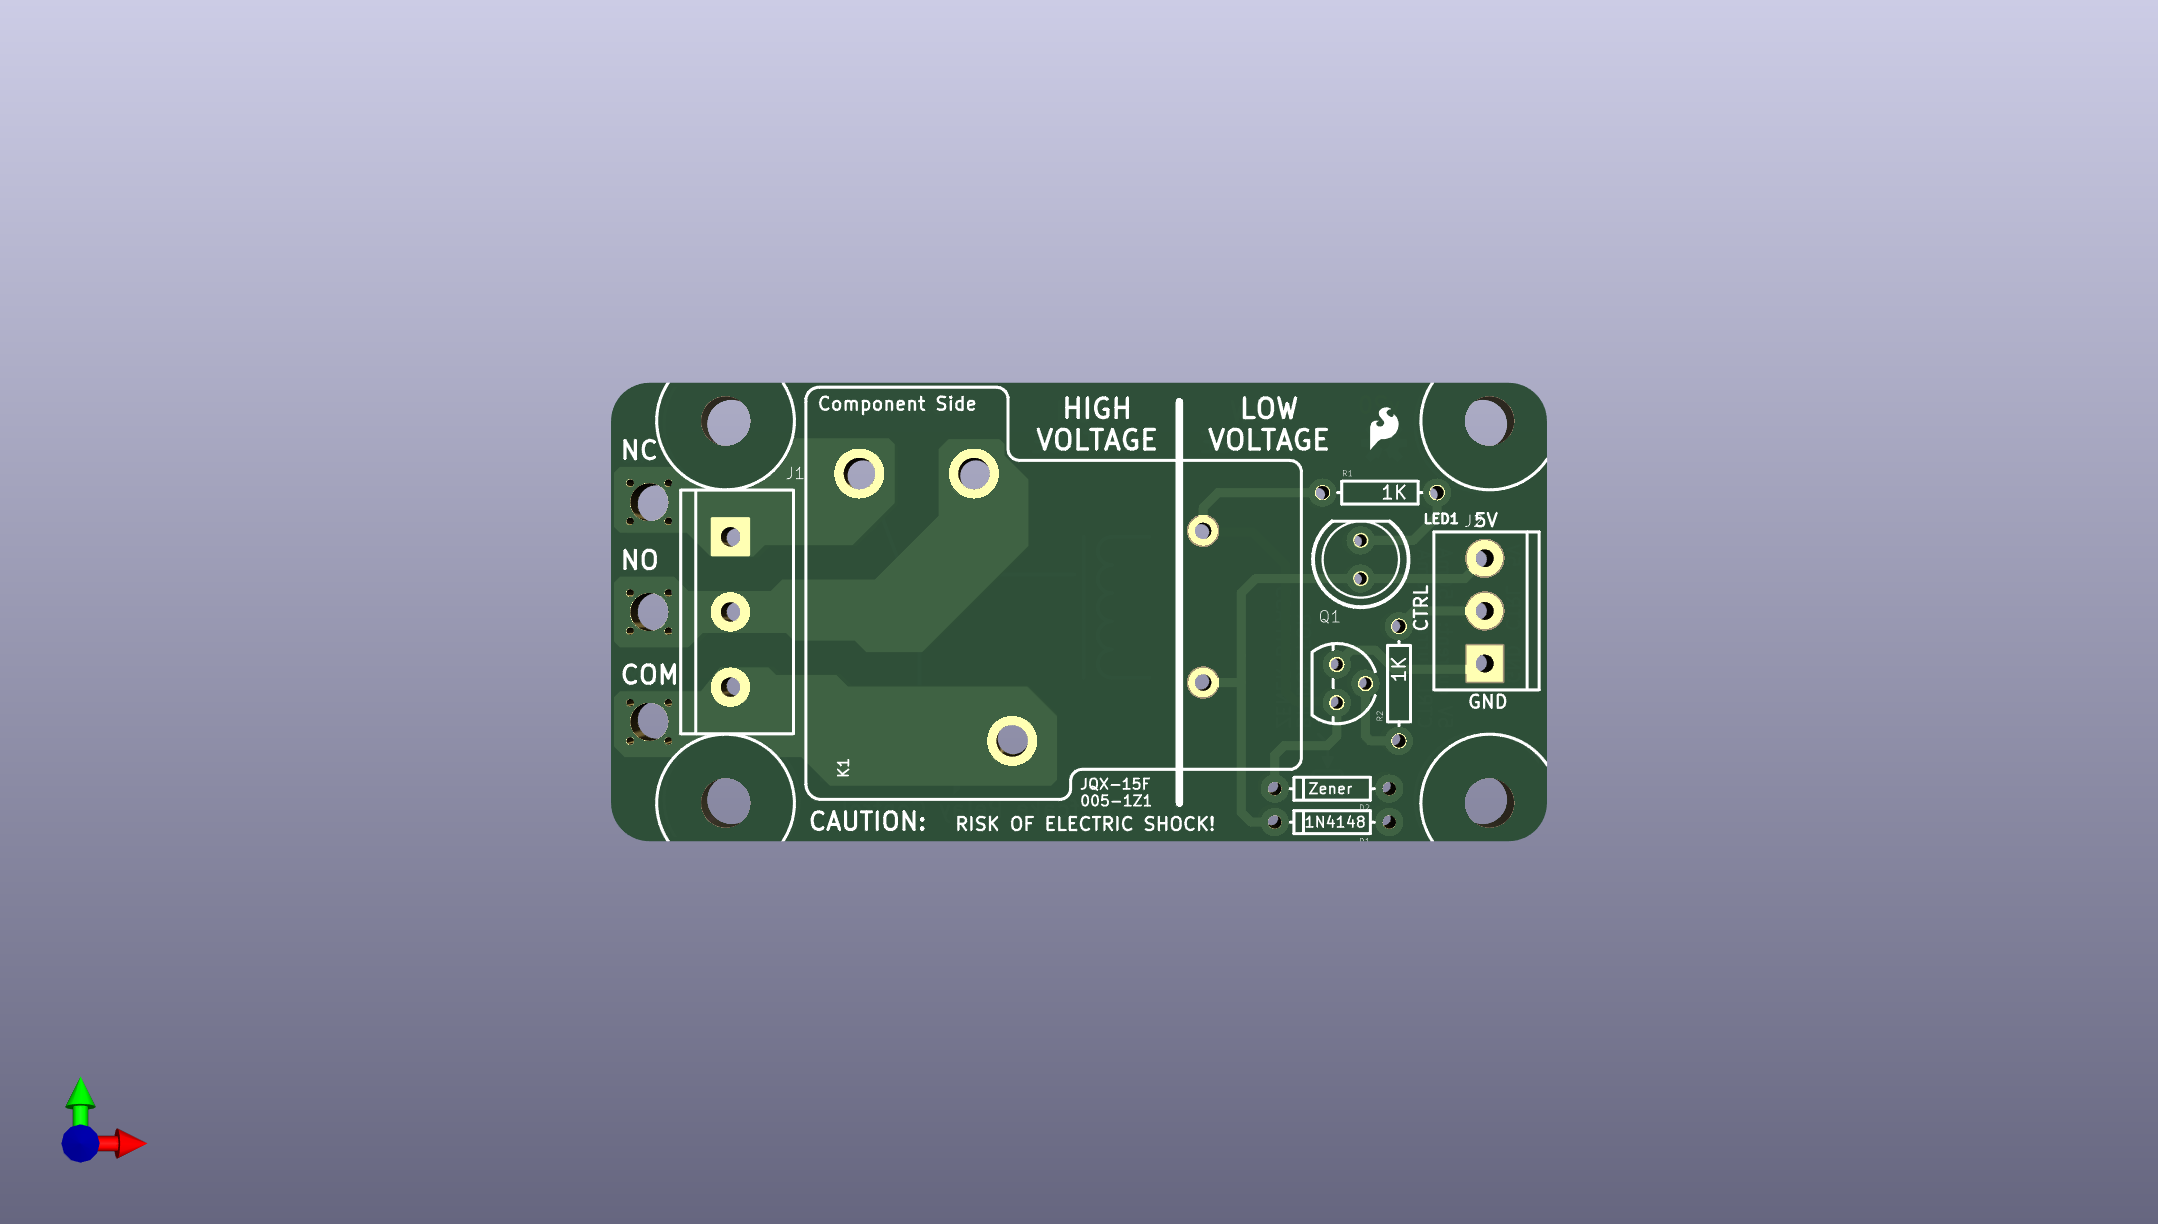 Component Side
HIGH
VOLTAGE
LOW
VOLTAGE
NC
J1
NO
COM
K1
R1
1K
LED1
5V
Q1
CTRL
1K
R2
GND
JQX-15F
005-1Z1
Zener
1N4148
CAUTION: RISK OF ELECTRIC SHOCK!